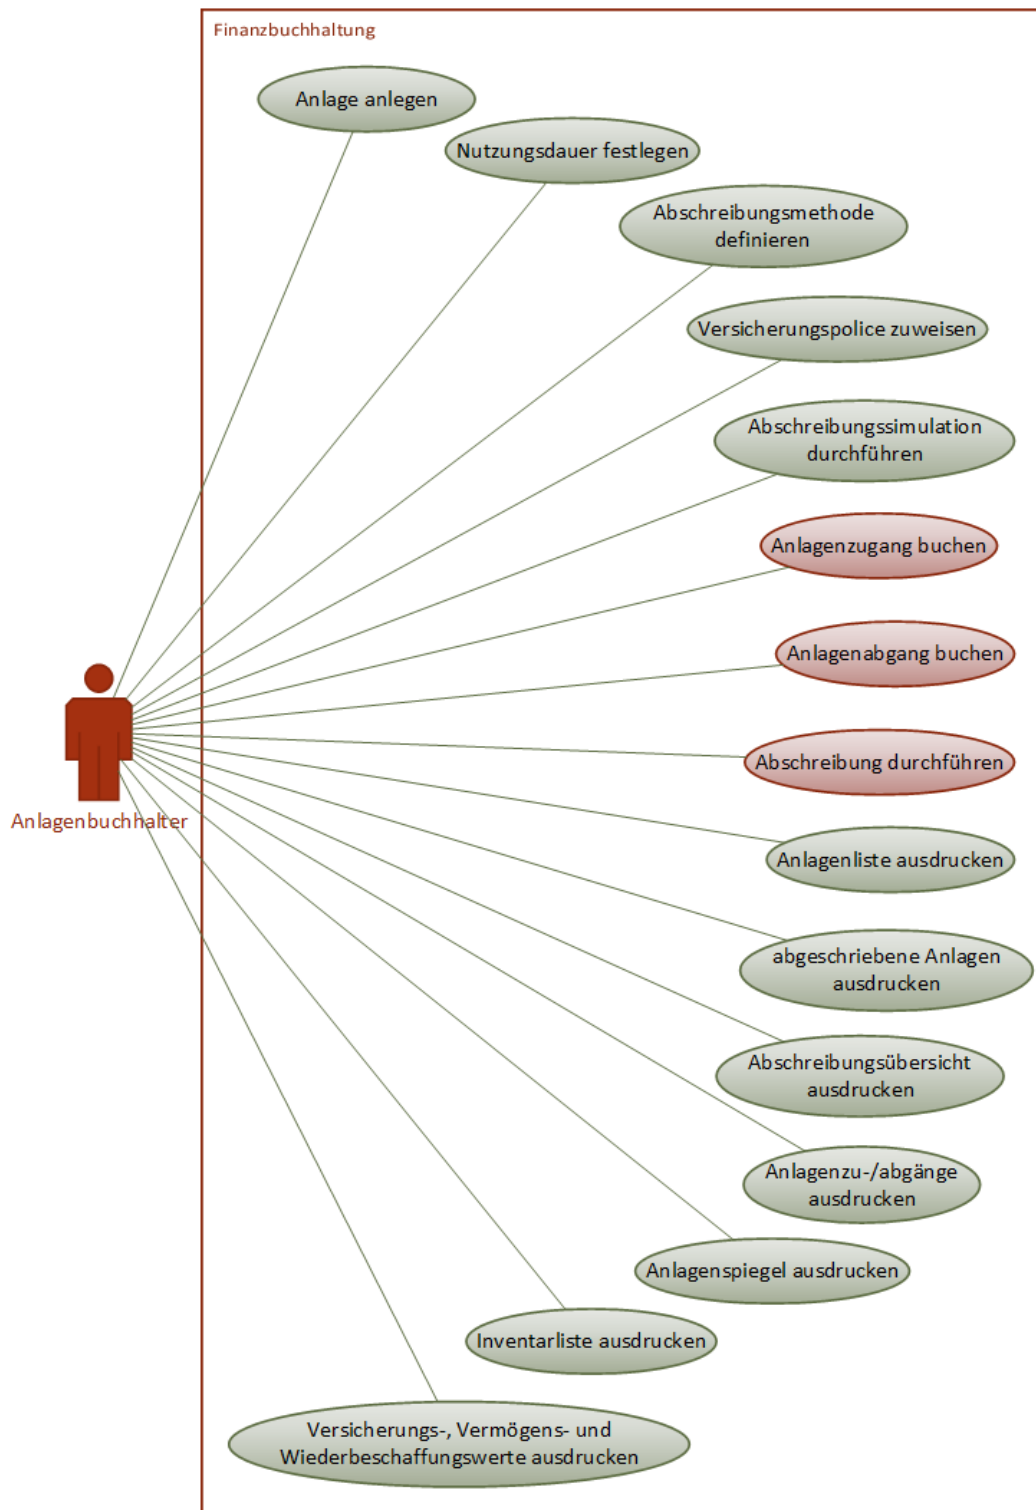 Finanzbuchhaltung
Anlage anlegen
Nutzungsdauer festlegen
Abschreibungsmethode
definieren
Versicherungspolice zuweisen
Abschreibungssimulation
durchführen
Anlagenzugang buchen
Anlagenabgang buchen
Abschreibung durchführen
Anlagenbuchhalter
Anlagenliste ausdrucken
abgeschriebene Anlagen
ausdrucken
Abschreibungsübersicht
ausdrucken
Anlagenzu-/abgänge
ausdrucken
Anlagenspiegel ausdrucken
Inventarliste ausdrucken
Versicherungs-, Vermögens- und
Wiederbeschaffungswerte ausdrucken